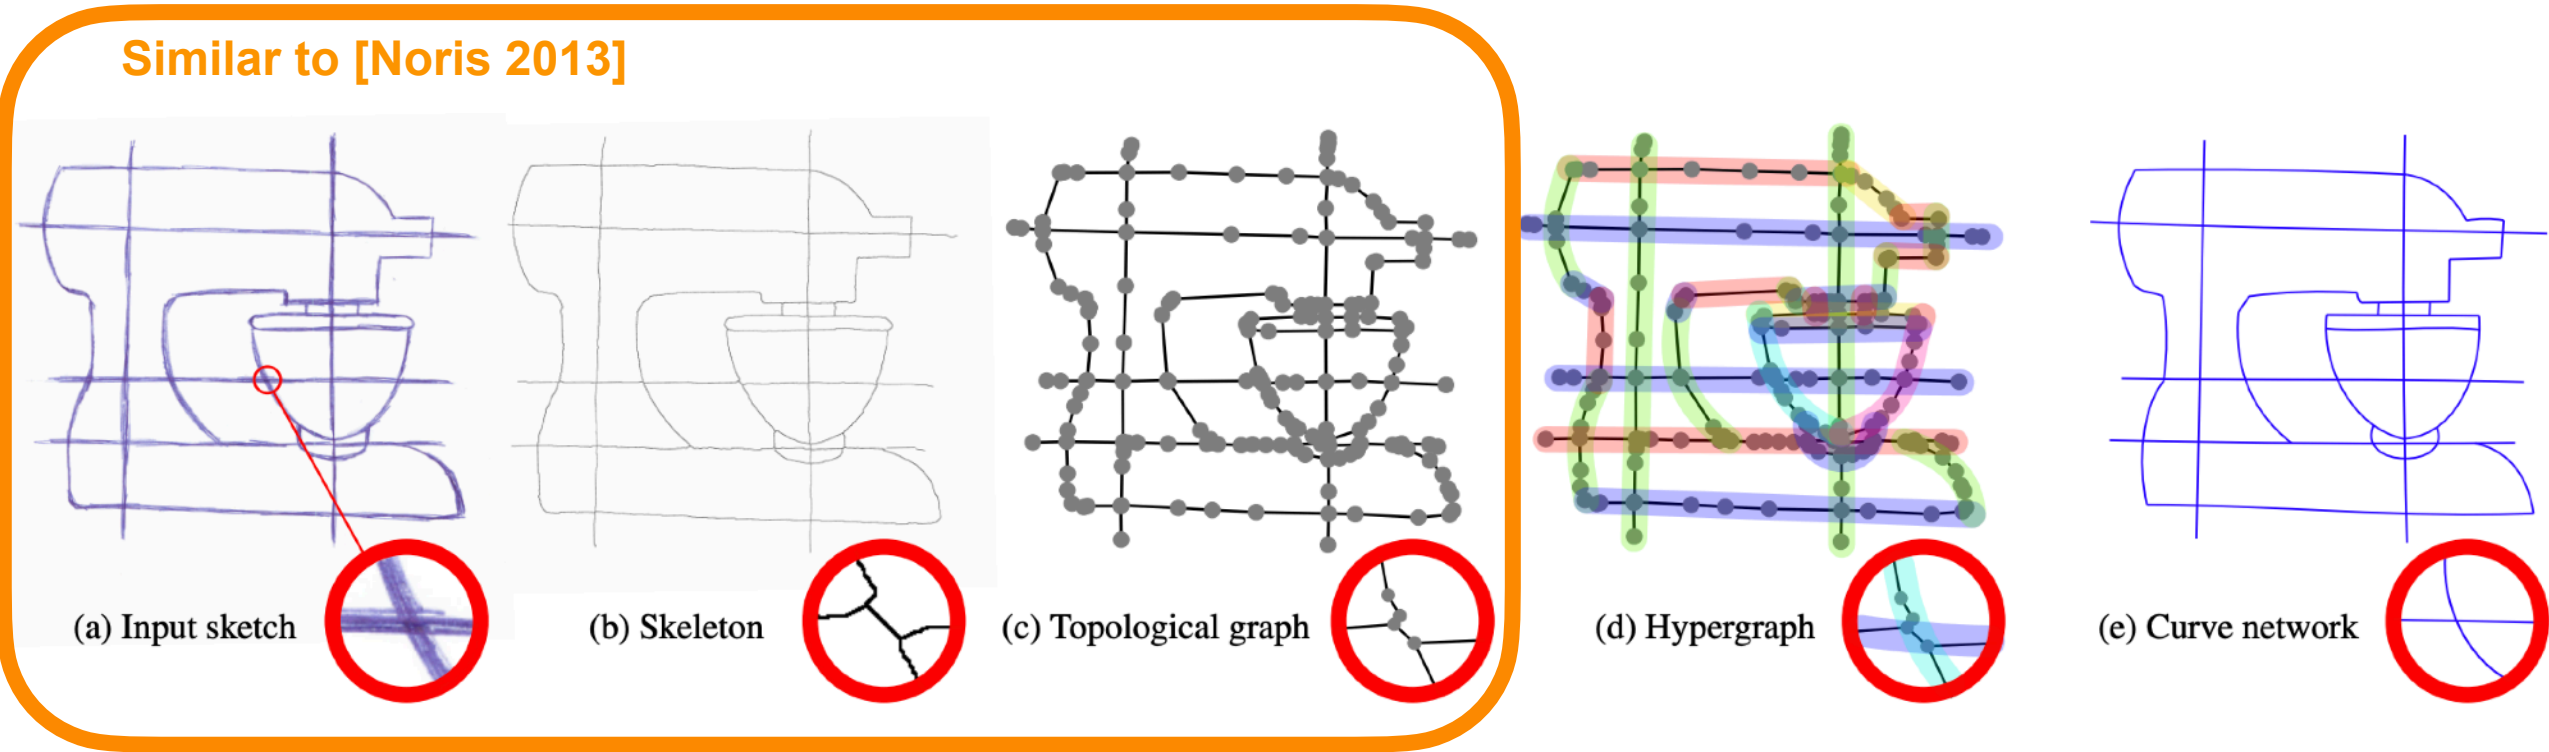 Similar to [Noris 2013]
(a) Input sketch
(b) Skeleton
(c) Topological graph
(d) Hypergraph
(e) Curve network